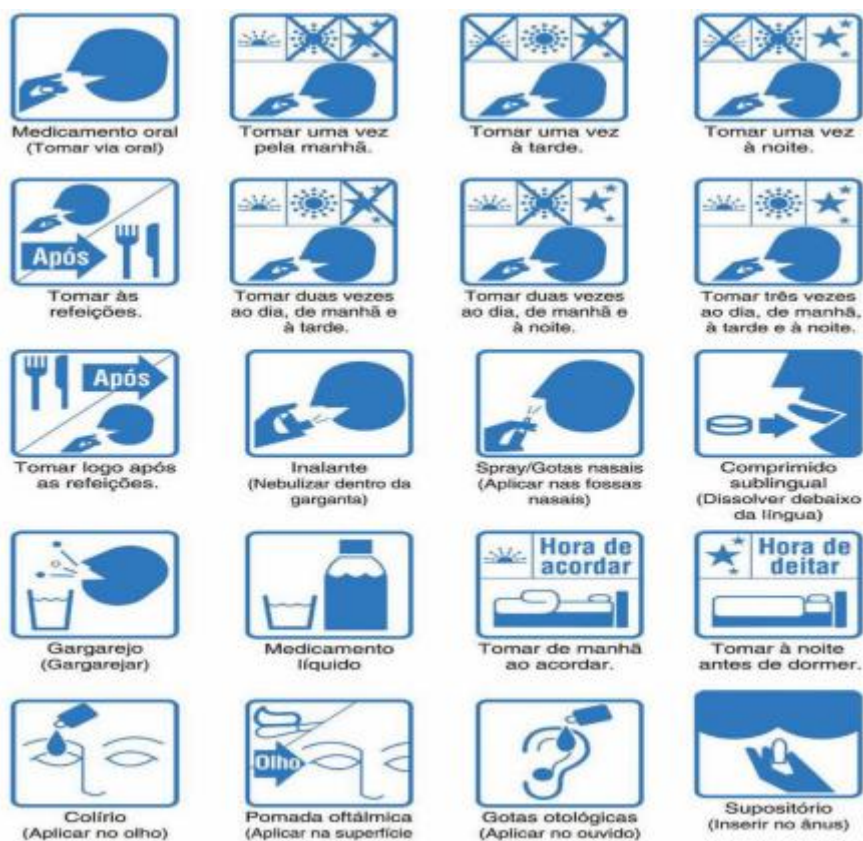 Medicamento oral
(Tomar via oral)
Tomar uma vez
pela manhã.
Tomar uma vez
à tarde.
Tomar uma vez
à noite.
Após
Tomar às
refeições.
Tomar duas vezes
ao dia, de manhã e
à tarde.
Tomar duas vezes
ao dia, de manhã e
à noite.
Tomar três vezes
ao dia, de manhã,
à tarde e à noite.
Após
Tomar logo após
as refeições.
Inalante
(Nebulizar dentro da
garganta)
Spray/Gotas nasais
(Aplicar nas fossas
nasais)
Comprimido
sublingual
(Dissolver debaixo
da língua)
Gargarejo
(Gargarejar)
Medicamento
líquido
Hora de
acordar
Tomar de manhã
ao acordar.
Hora de
deitar
Tomar à noite
antes de dormer.
Colírio
(Aplicar no olho)
Olho
Pomada oftálmica
(Aplicar na superfície
Gotas otológicas
(Aplicar no ouvido)
Supositório
(Inserir no ânus)